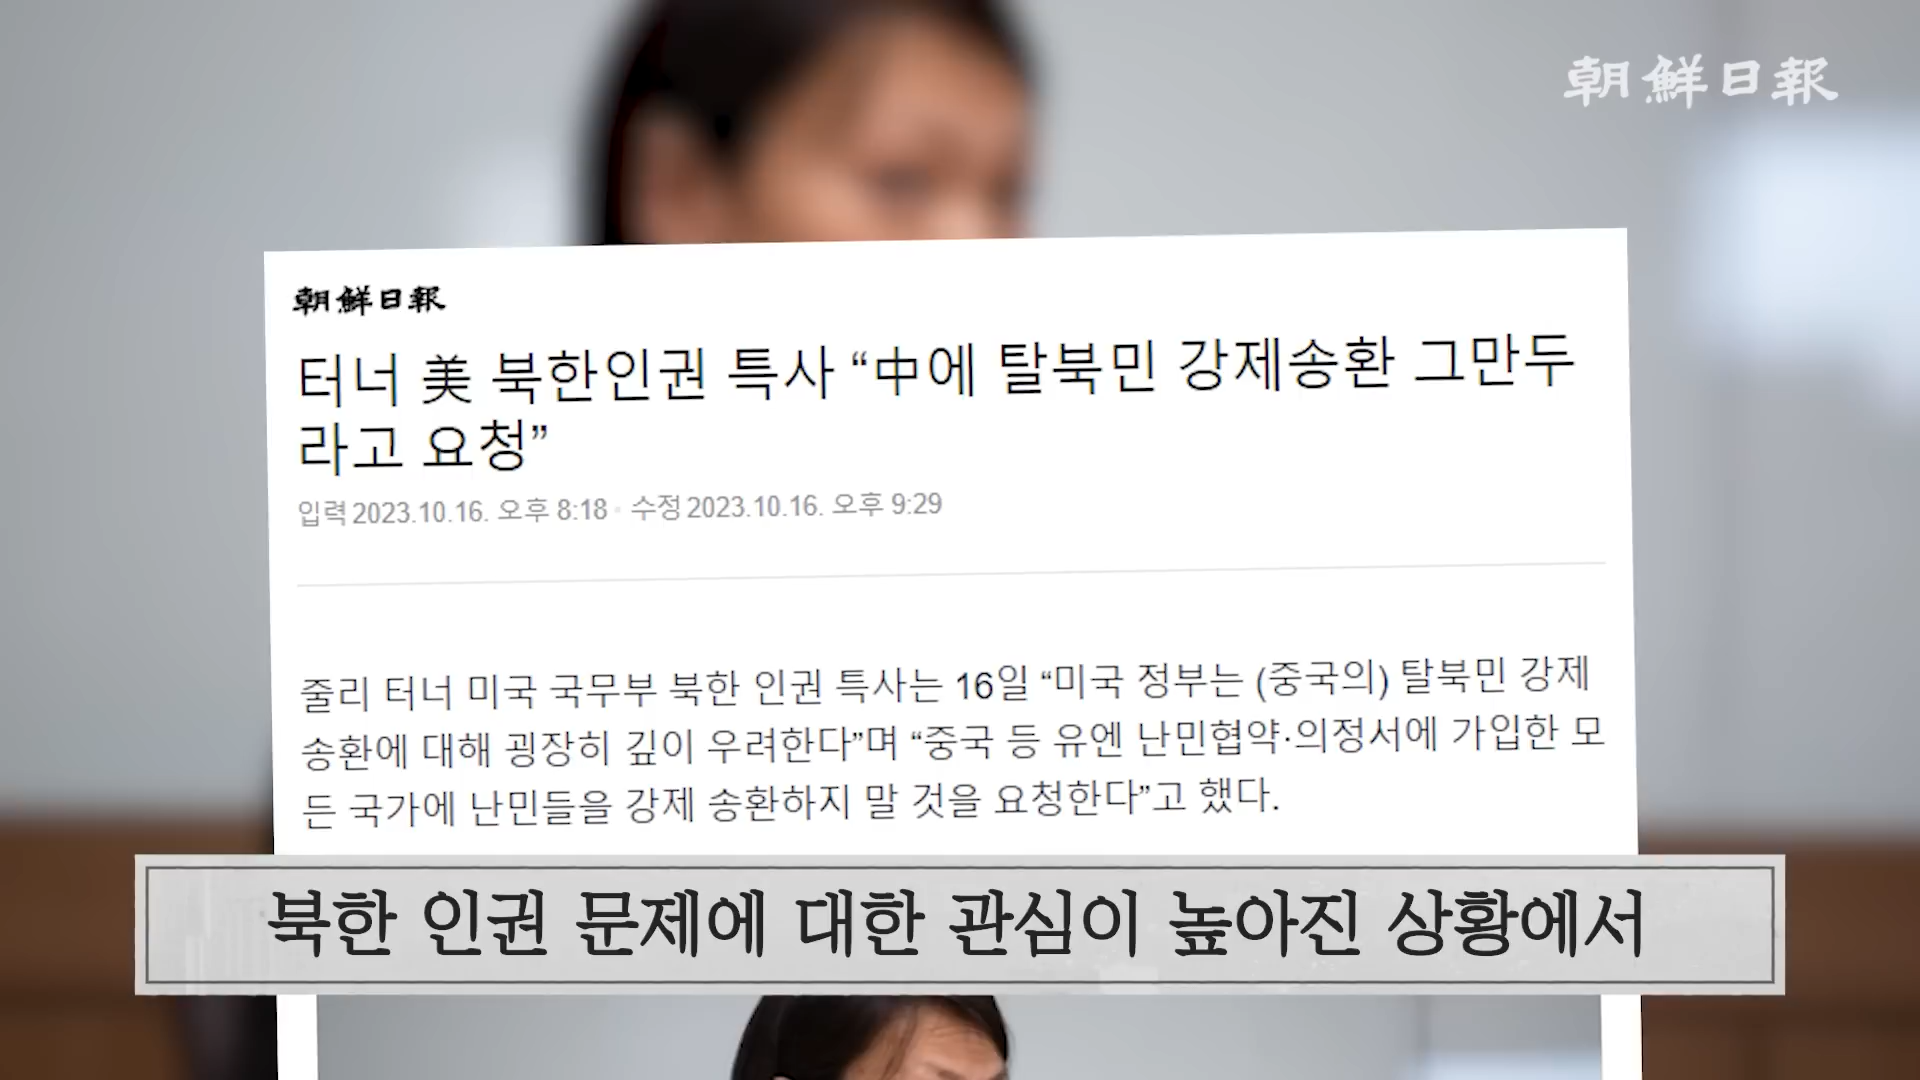 朝鮮日報
朝鮮日報
터너 美 북한인권 특사 “中에 탈북민 강제송환 그만두
라고 요청”
입력 2023.10.16. 오후 8:18 · 수정 2023.10.16. 오후 9:29
줄리 터너 미국 국무부 북한 인권 특사는 16일 “미국 정부는 (중국의) 탈북민 강제
송환에 대해 굉장히 깊이 우려한다”며 “중국 등 유엔 난민협약·의정서에 가입한 모
든 국가에 난민들을 강제 송환하지 말 것을 요청한다”고 했다.
북한 인권 문제에 대한 관심이 높아진 상황에서